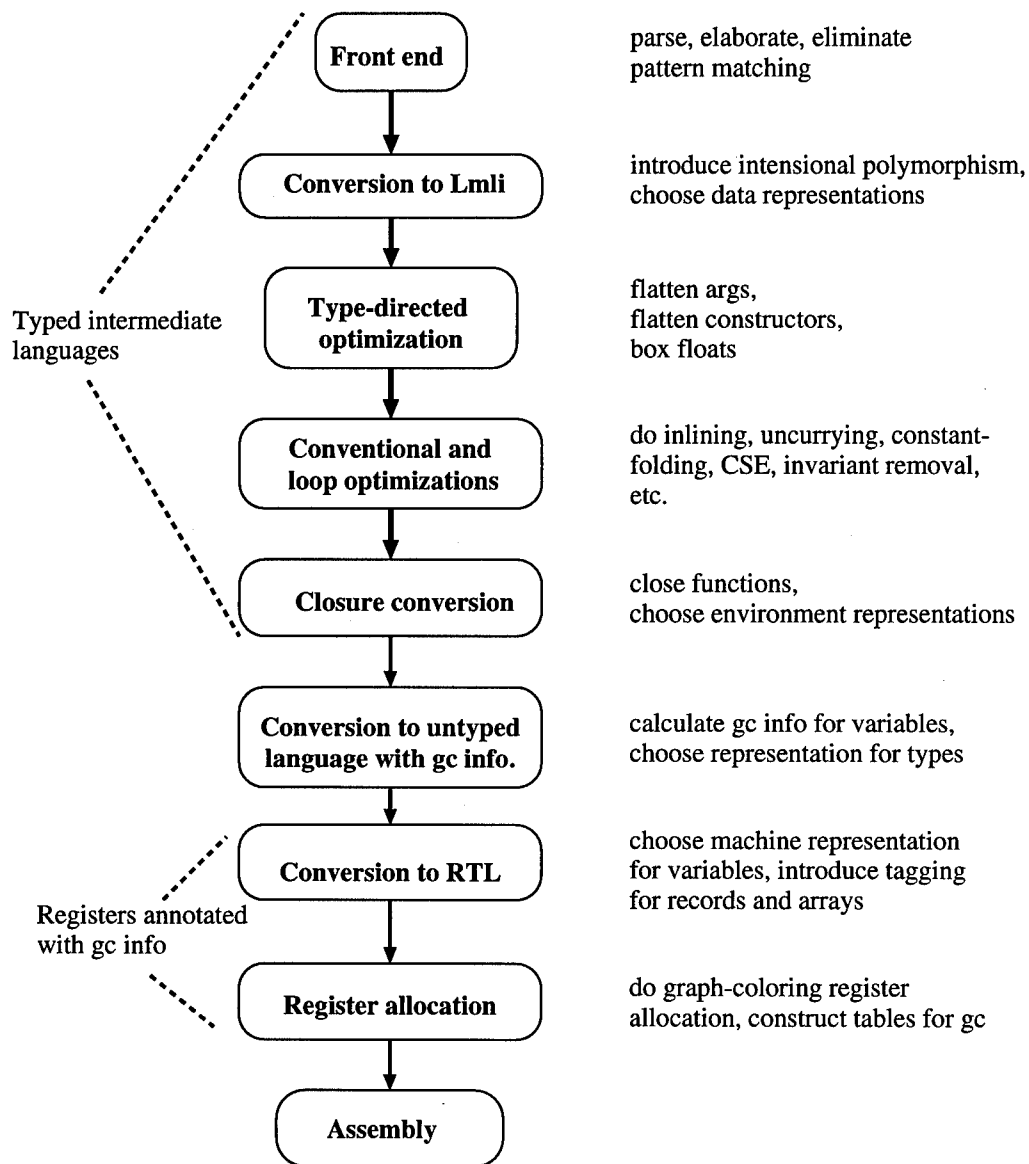 Front end
parse, elaborate, eliminate
pattern matching
Conversion to Lmli
introduce intensional polymorphism,
choose data representations
Typed intermediate
languages
Type-directed
optimization
flatten args,
flatten constructors,
box floats
Conventional and
loop optimizations
do inlining, uncurrying, constant-
folding, CSE, invariant removal,
etc.
Closure conversion
close functions,
choose environment representations
Conversion to untyped
language with gc info.
calculate gc info for variables,
choose representation for types
Conversion to RTL
choose machine representation
for variables, introduce tagging
for records and arrays
Registers annotated
with gc info
Register allocation
do graph-coloring register
allocation, construct tables for gc
Assembly